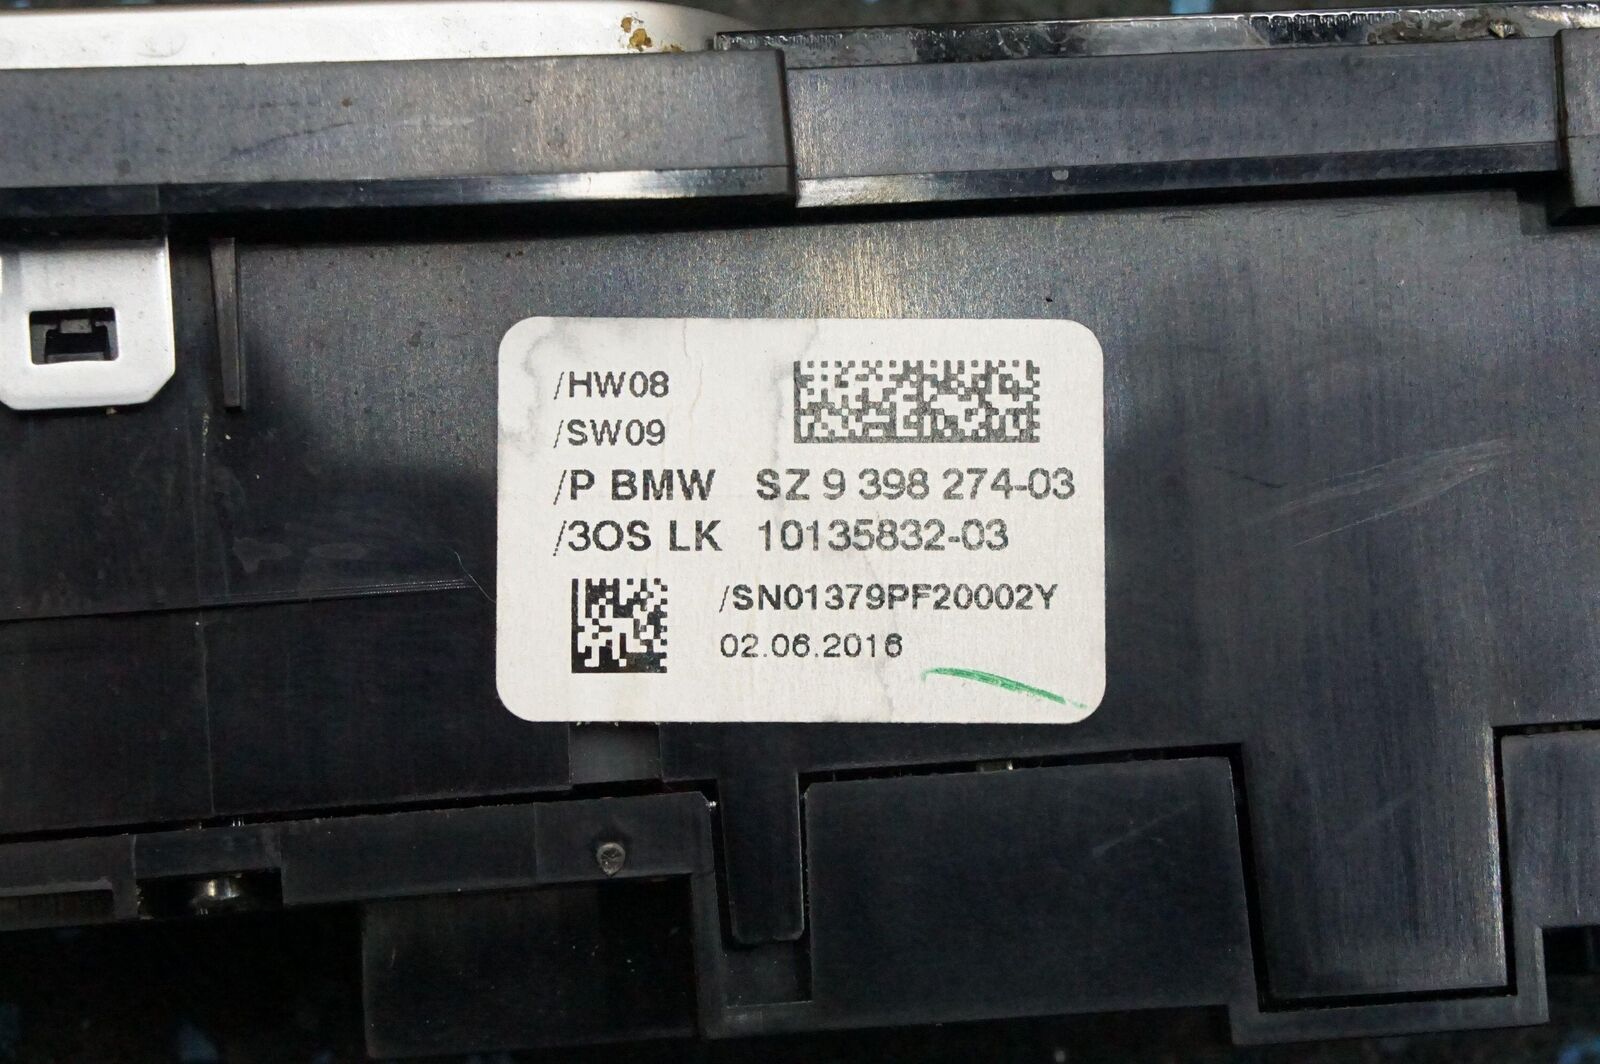 /HW08
/SW09
/P BMW SZ 9 398 274-03
/3OS LK 10135832-03
/SN01379PF20002Y
02.06.2016